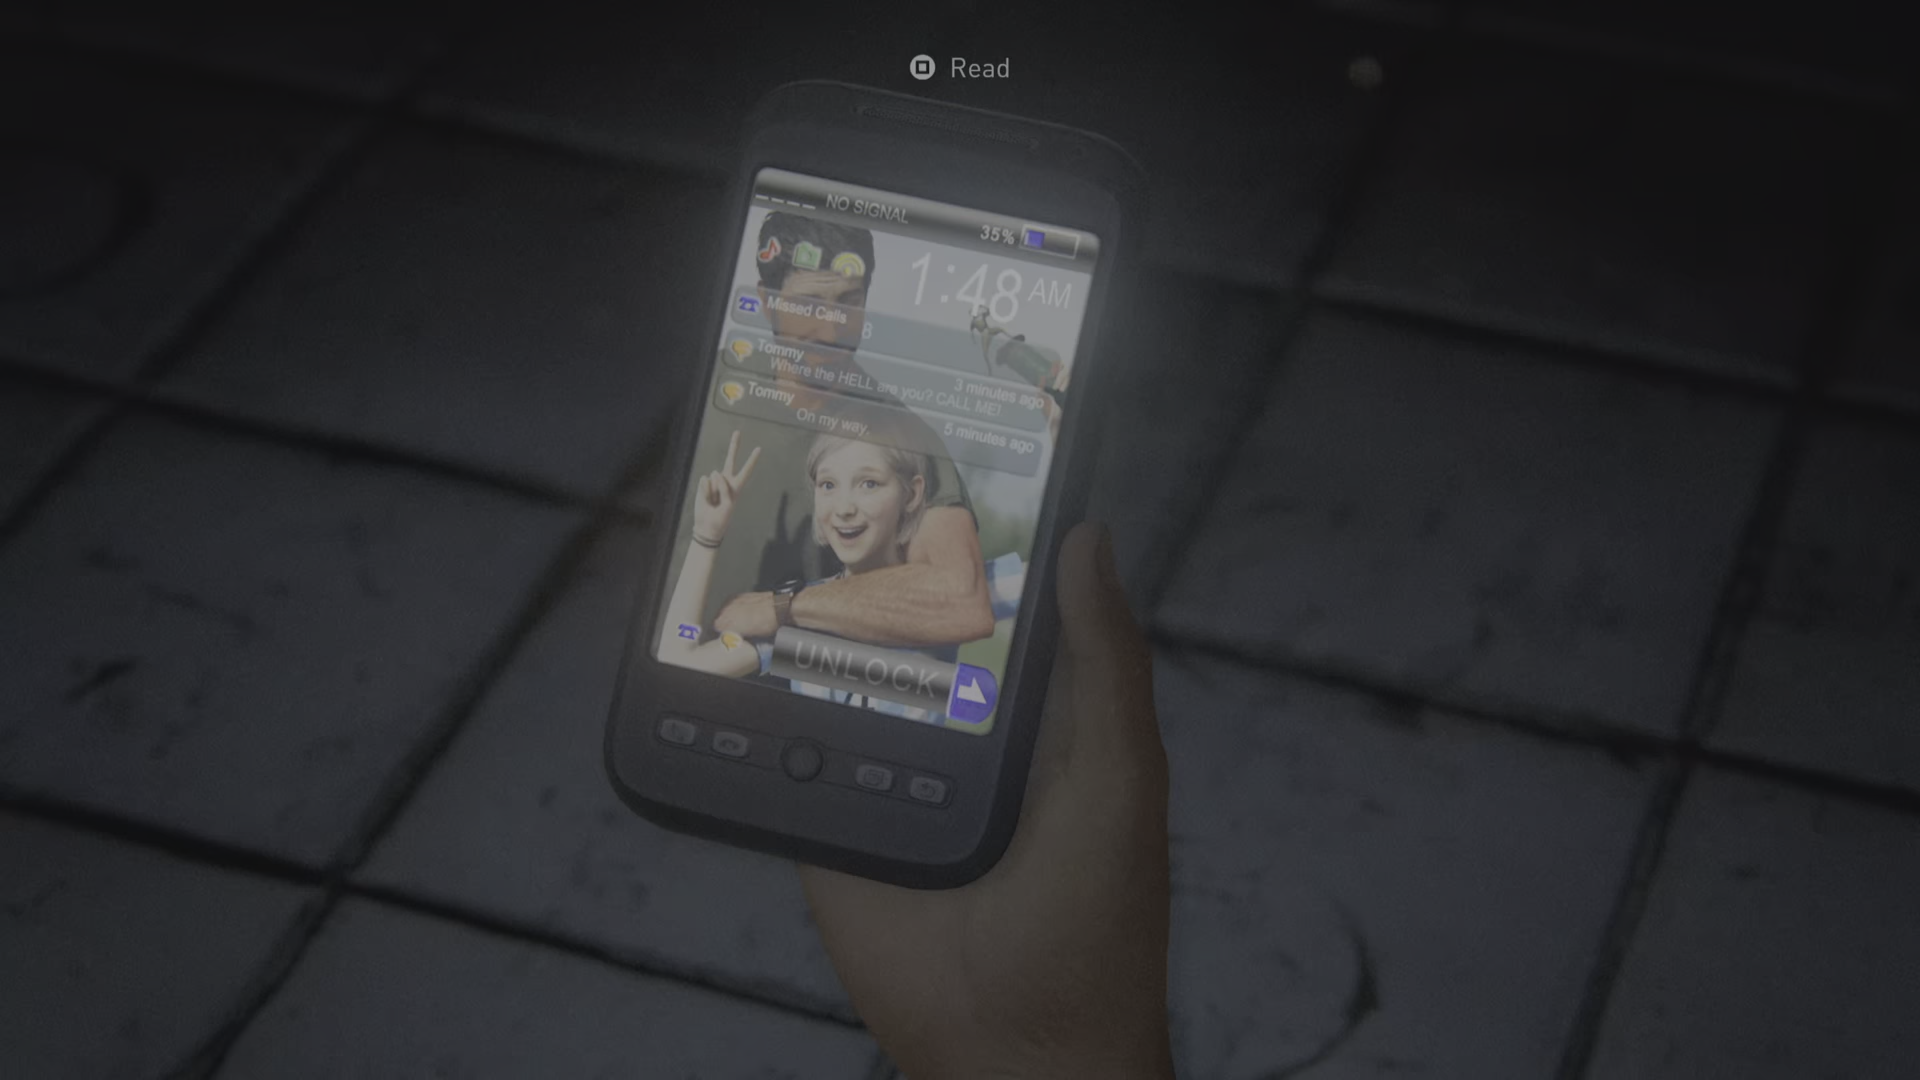 Read
NO SIGNAL
35%
1:48 AM
Missed Calls
8
Tommy
3 minutes ago
Where the HELL are you? CALL ME!
Tommy
5 minutes ago
On my way.
UNLOCK